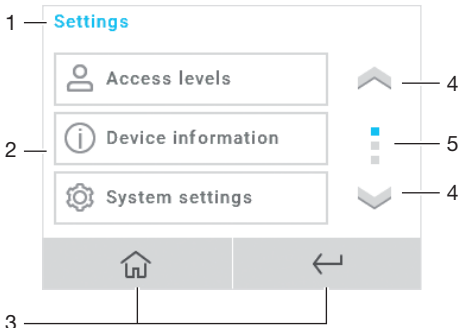 1 Settings
Access levels 4
2 Device information 5
System settings 4
3